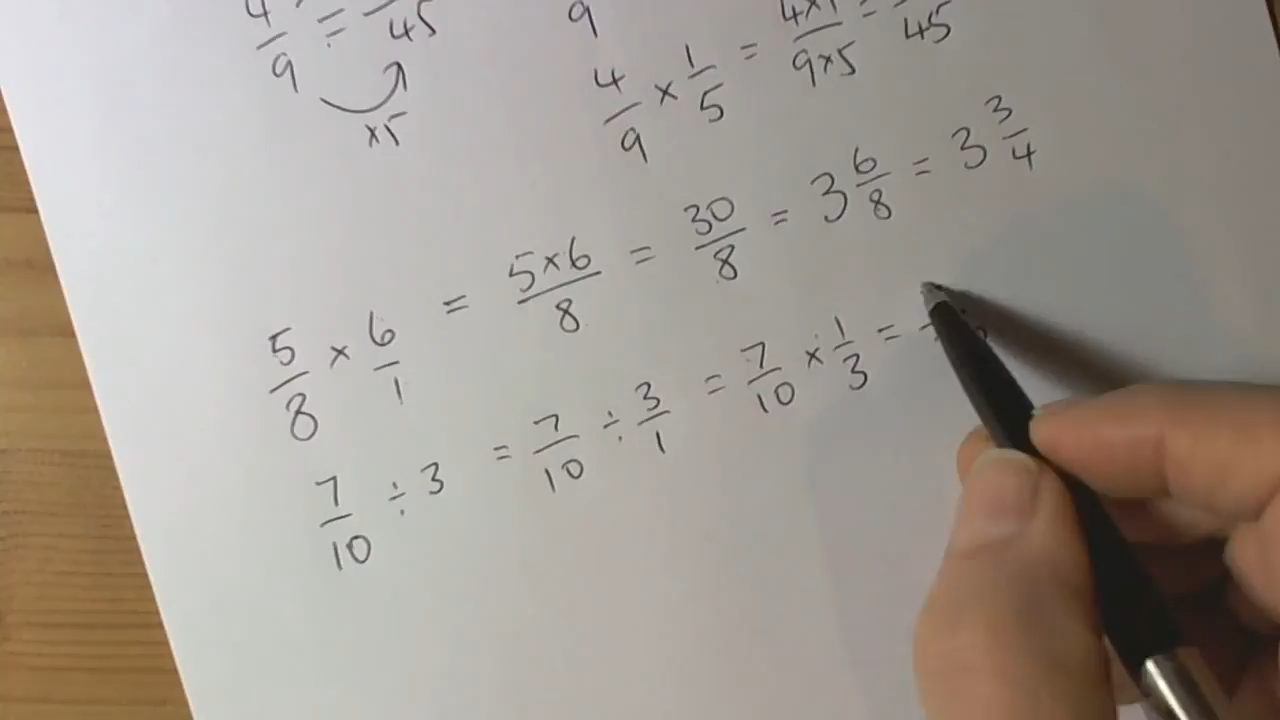 4/9 ÷ /45 9
×5
4/9 × 1/5 = 4×1/9×5 = /45
5/8 × 6/1 = 5×6/8 = 30/8 = 3 6/8 = 3 3/4
7/10 ÷ 3 = 7/10 ÷ 3/1 = 7/10 × 1/3 =